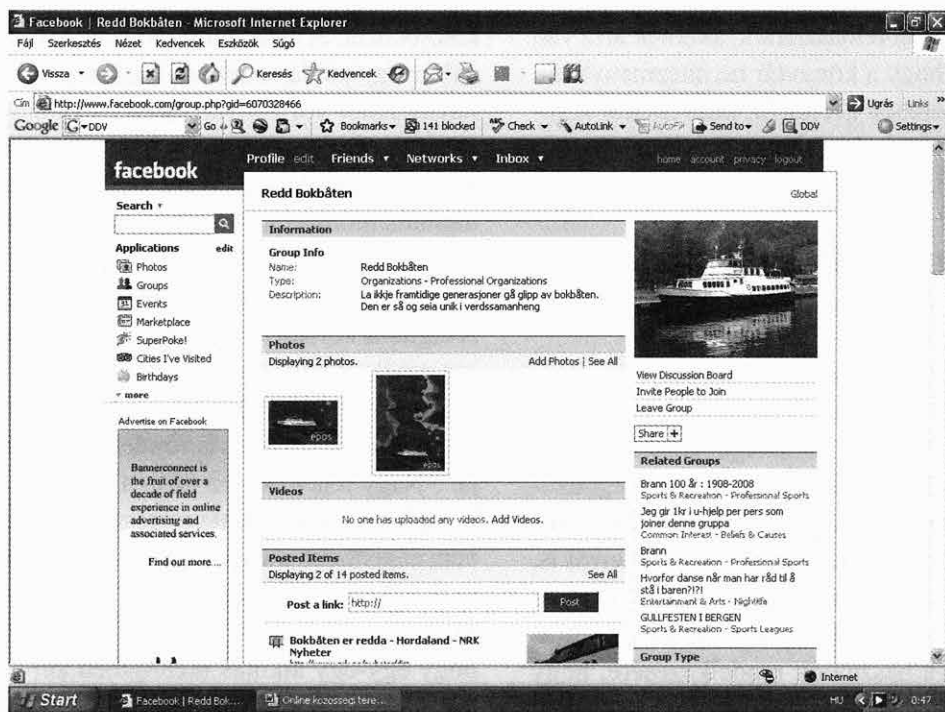 Facebook | Redd Bokbåten - Microsoft Internet Explorer
Fájl Szerkesztés Nézet Kedvencek Eszközök Súgó
Vissza Keresés Kedvencek
Cím http://www.facebook.com/group.php?gid=6070328466 Ugrás Links »
Google G DDV Go Bookmarks 141 blocked Check AutoLink AutoFill Send to DDV Settings
facebook
Profile edit Friends Networks Inbox home account privacy logout
Search
Applications edit
Photos
Groups
Events
Marketplace
SuperPoke!
Cities I've Visited
Birthdays
more
Advertise on Facebook
Bannerconnect is
the fruit of over a
decade of field
experience in online
advertising and
associated services.
Find out more ...
Redd Bokbåten Global
Information
Group Info
Name: Redd Bokbåten
Type: Organizations - Professional Organizations
Description: La ikkje framtidige generasjoner gå glipp av bokbåten.
Den er så og seia unik i verdssamanheng
Photos
Displaying 2 photos. Add Photos | See All
epos
epos
Videos
No one has uploaded any videos. Add Videos.
Posted Items
Displaying 2 of 14 posted items. See All
Post a link: http:// Post
Bokbåten er redda - Hordaland - NRK
Nyheter
View Discussion Board
Invite People to Join
Leave Group
Share +
Related Groups
Brann 100 år : 1908-2008
Sports & Recreation - Professional Sports
Jeg gir 1kr i u-hjelp per pers som
joiner denne gruppa
Common Interest - Beliefs & Causes
Brann
Sports & Recreation - Professional Sports
Hvorfor danse når man har råd til å
stå i baren?!?!
Entertainment & Arts - Nightlife
GULLFESTEN I BERGEN
Sports & Recreation - Sports Leagues
Group Type
Internet
Start Facebook | Redd Bok... Online kozossegi tere... HU 0:47